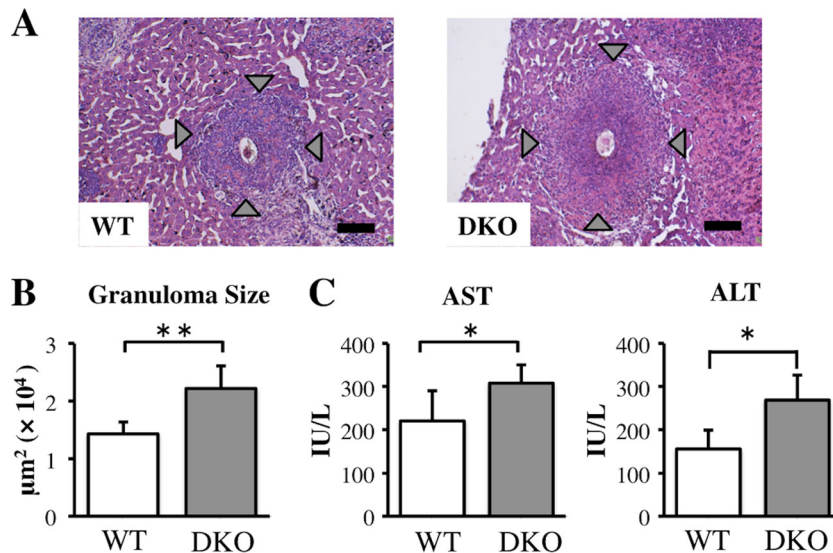 A
WT
DKO
B
Granuloma Size
**
3
2
1
0
µm² (× 10⁴)
WT
DKO
C
AST
*
400
300
200
100
0
IU/L
WT
DKO
ALT
*
400
300
200
100
0
IU/L
WT
DKO